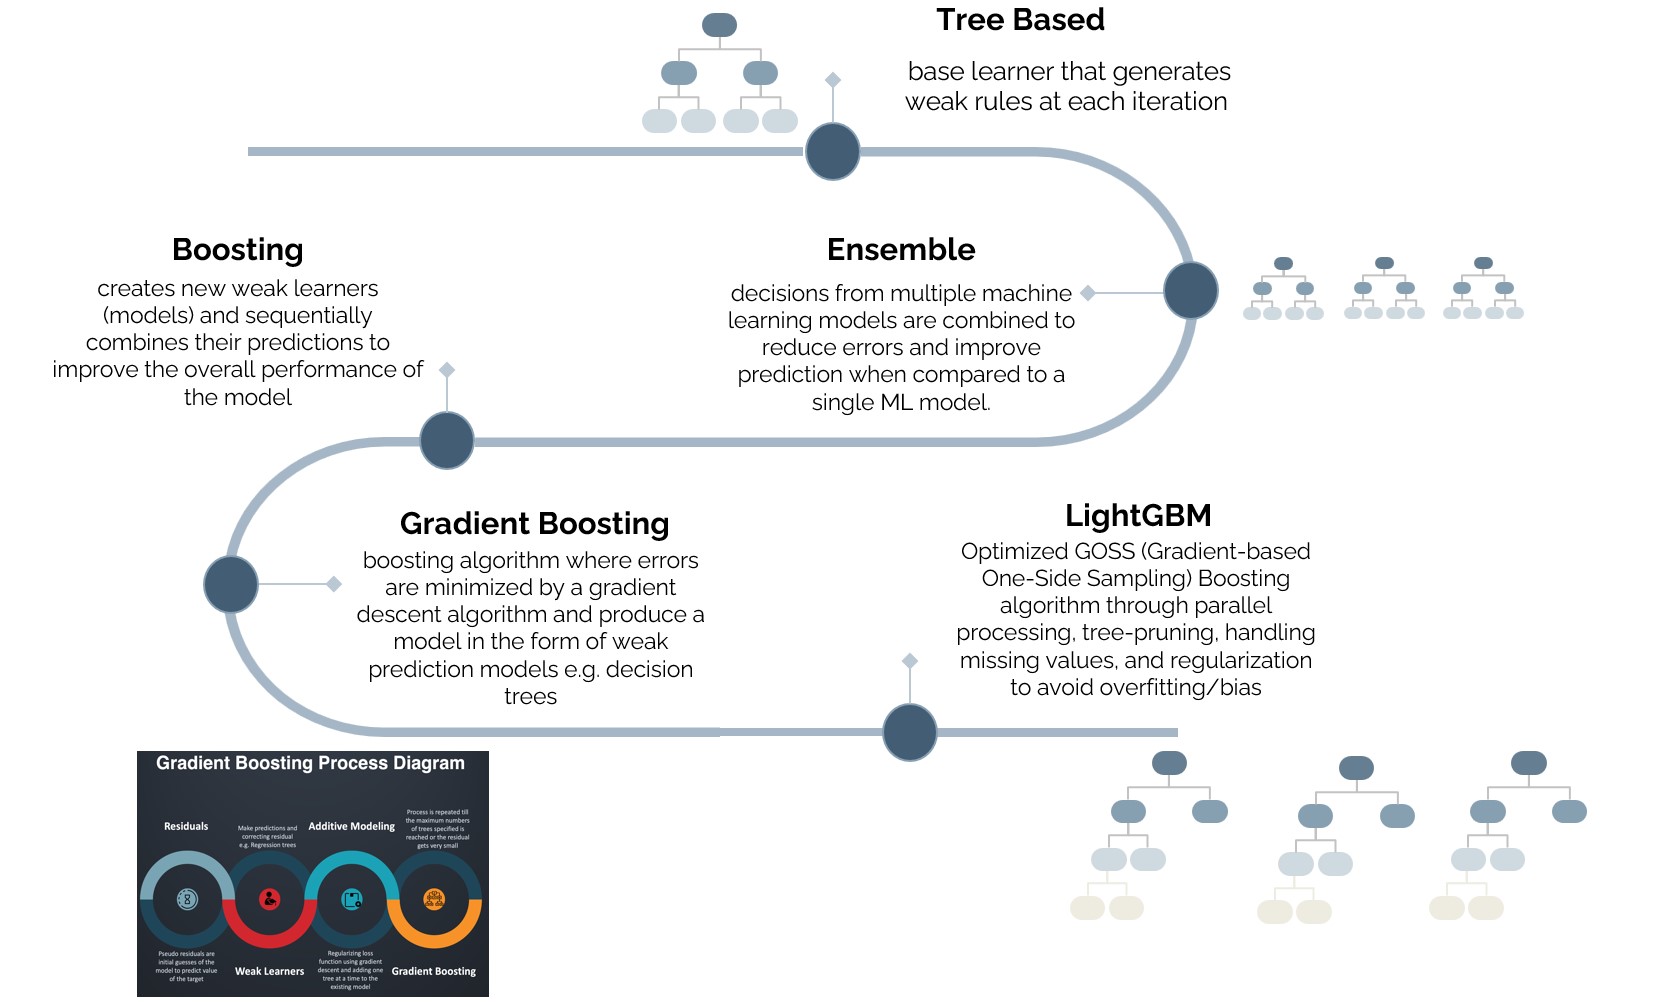 Tree Based
base learner that generates
weak rules at each iteration
Boosting
creates new weak learners
(models) and sequentially
combines their predictions to
improve the overall performance of
the model
Ensemble
decisions from multiple machine
learning models are combined to
reduce errors and improve
prediction when compared to a
single ML model.
Gradient Boosting
boosting algorithm where errors
are minimized by a gradient
descent algorithm and produce a
model in the form of weak
prediction models e.g. decision
trees
LightGBM
Optimized GOSS (Gradient-based
One-Side Sampling) Boosting
algorithm through parallel
processing, tree-pruning, handling
missing values, and regularization
to avoid overfitting/bias
Gradient Boosting Process Diagram
Residuals
Pseudo residuals are
initial guesses of the
model to predict value
of the target
Make predictions and
correcting residual
e.g. Regression trees
Weak Learners
Additive Modeling
Regularizing loss
function using gradient
descent and adding one
tree at a time to the
existing model
Process is repeated till
the maximum numbers
of trees specified is
reached or the residual
gets very small
Gradient Boosting